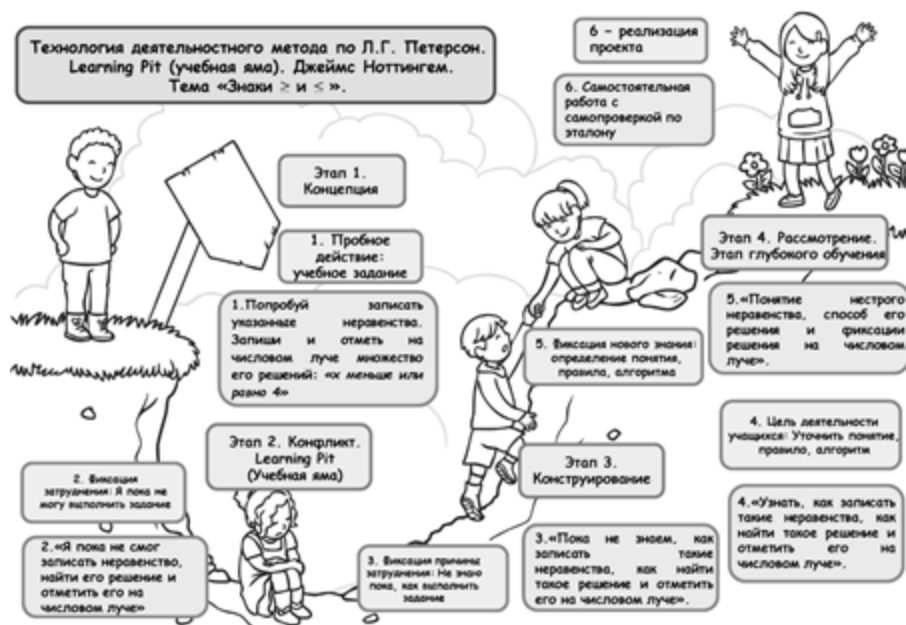 Технология деятельностного метода по Л.Г. Петерсон.
Learning Pit (учебная яма). Джеймс Ноттингем.
Тема «Знаки ≥ и ≤ ».
6 – реализация
проекта
6. Самостоятельная
работа с
самопроверкой по
эталону
Этап 1.
Концепция
1. Пробное
действие:
учебное задание
1.Попробуй записать
указанные неравенства.
Запиши и отметь на
числовом луче множество
его решений: «х меньше или
равно 4»
Этап 4. Рассмотрение.
Этап глубокого обучения
5.«Понятие нестрогого
неравенства, способ его
решения и фиксации
решения на числовом
луче».
5. Фиксация нового знания:
определение понятия,
правила, алгоритма
4. Цель деятельности
учащихся: Уточнить понятие,
правило, алгоритм
4.«Узнать, как записать
такие неравенства, как
найти такое решение и
отметить его на
числовом луче».
Этап 2. Конфликт.
Learning Pit
(Учебная яма)
Этап 3.
Конструирование
2. Фиксация
затруднения: Я пока не
могу выполнить задание
2.«Я пока не смог
записать неравенство,
найти его решение и
отметить его на
числовом луче»
3. Фиксация причины
затруднения: Не знаю
пока, как выполнить
задание
3.«Пока не знаем, как
записать такие
неравенства, как найти
такое решение и отметить
его на числовом луче».